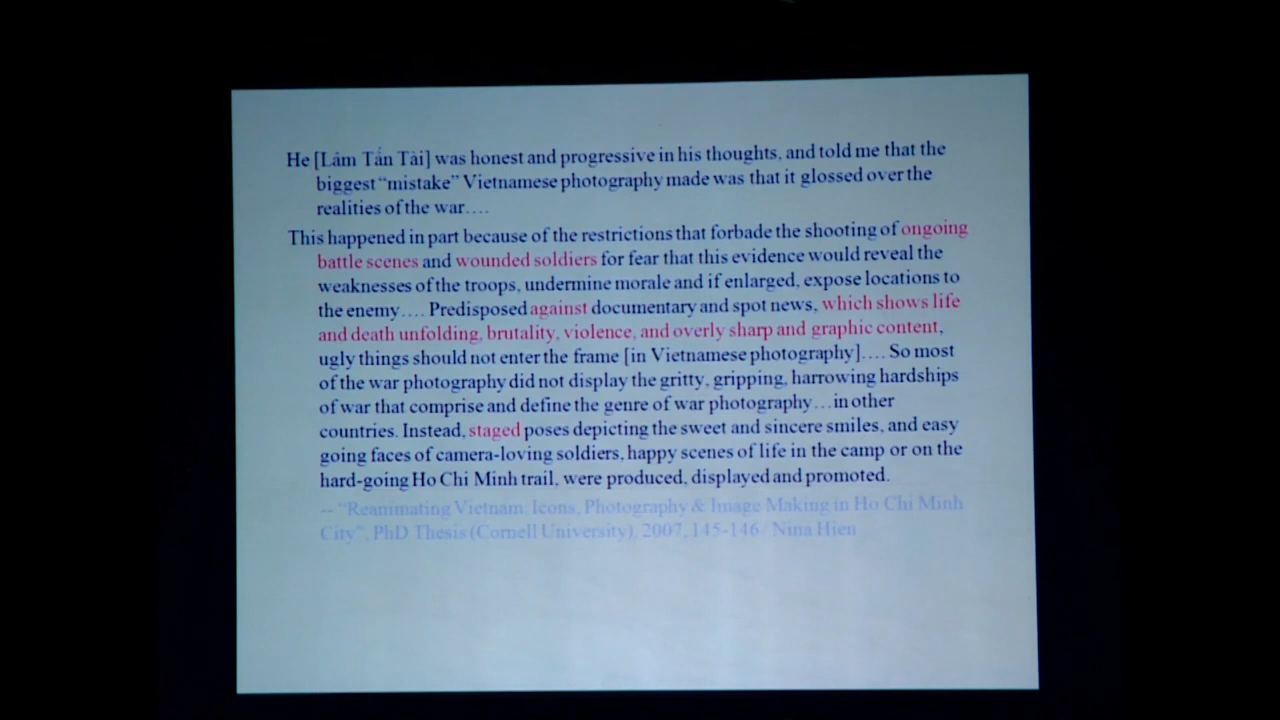 He [Lâm Tấn Tài] was honest and progressive in his thoughts, and told me that the
biggest “mistake” Vietnamese photography made was that it glossed over the
realities of the war….
This happened in part because of the restrictions that forbade the shooting of ongoing
battle scenes and wounded soldiers for fear that this evidence would reveal the
weaknesses of the troops, undermine morale and if enlarged, expose locations to
the enemy…. Predisposed against documentary and spot news, which shows life
and death unfolding, brutality, violence, and overly sharp and graphic content,
ugly things should not enter the frame [in Vietnamese photography]…. So most
of the war photography did not display the gritty, gripping, harrowing hardships
of war that comprise and define the genre of war photography…in other
countries. Instead, staged poses depicting the sweet and sincere smiles, and easy
going faces of camera-loving soldiers, happy scenes of life in the camp or on the
hard-going Ho Chi Minh trail, were produced, displayed and promoted.
-- “Reanimating Vietnam: Icons, Photography & Image Making in Ho Chi Minh
City”, PhD Thesis (Cornell University), 2007, 145-146 / Nina Hien